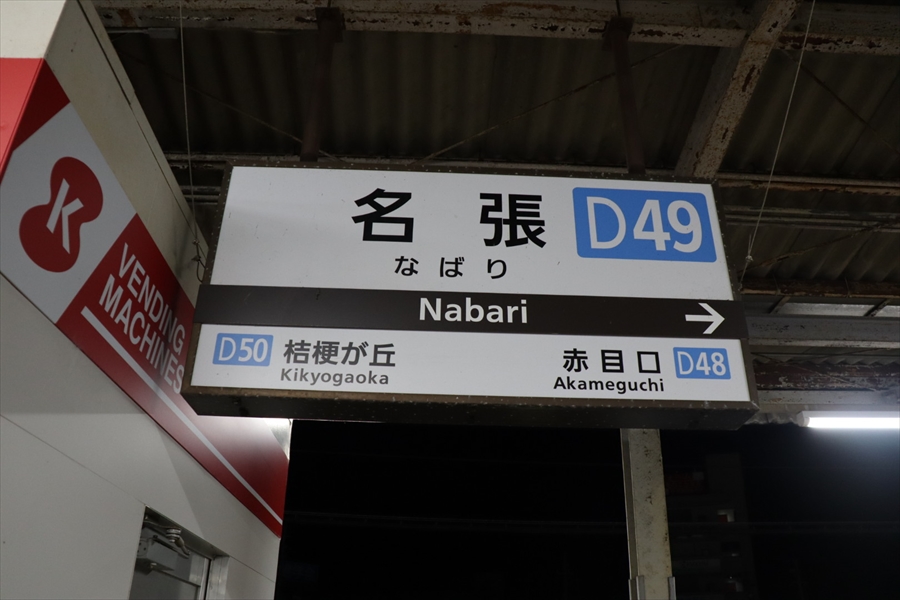 K
VENDING
MACHINES
名張 D49
なばり
Nabari →
D50 桔梗が丘
Kikyogaoka
赤目口 D48
Akameguchi